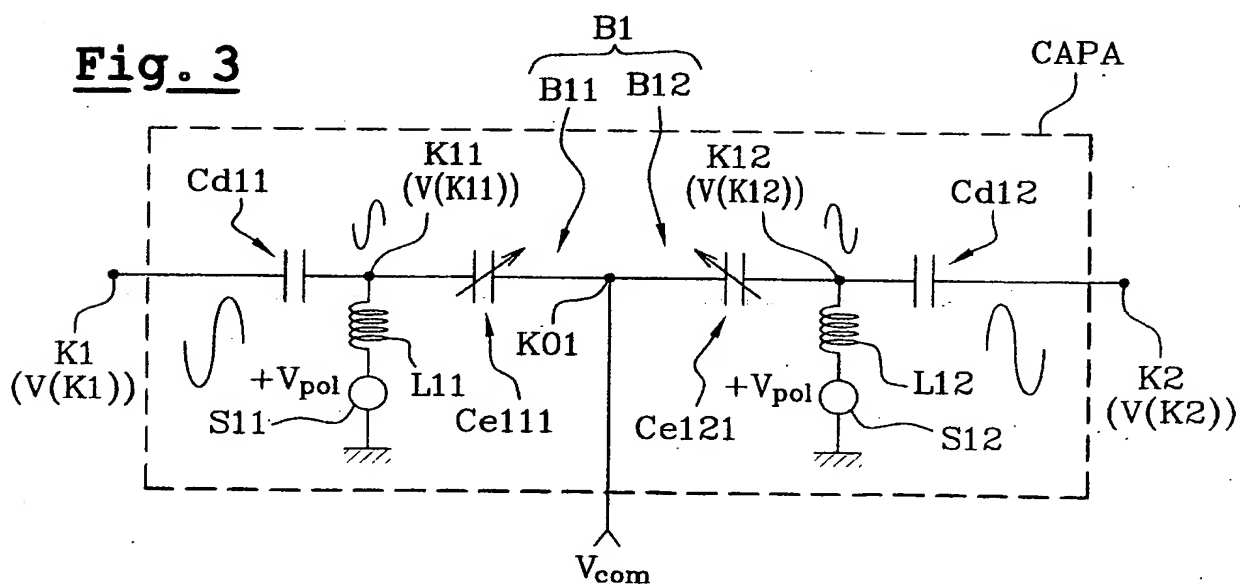 Fig. 3
B1
B11 B12
CAPA
Cd11
K11
(V(K11))
K12
(V(K12))
Cd12
K1
(V(K1))
+Vpol
S11
L11
Ce111
K01
Ce121
+Vpol
L12
S12
K2
(V(K2))
Vcom